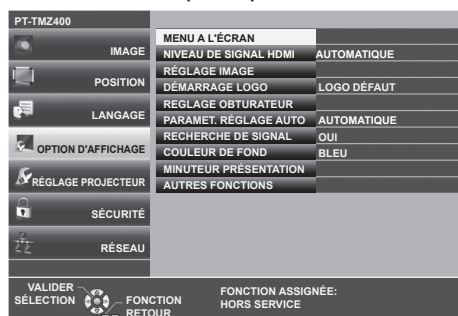 PT-TMZ400
IMAGE
POSITION
LANGAGE
OPTION D'AFFICHAGE
RÉGLAGE PROJECTEUR
SÉCURITÉ
RÉSEAU
MENU A L'ÉCRAN
NIVEAU DE SIGNAL HDMI AUTOMATIQUE
RÉGLAGE IMAGE
DÉMARRAGE LOGO LOGO DÉFAUT
REGLAGE OBTURATEUR
PARAMET. RÉGLAGE AUTO AUTOMATIQUE
RECHERCHE DE SIGNAL OUI
COULEUR DE FOND BLEU
MINUTEUR PRÉSENTATION
AUTRES FONCTIONS
VALIDER
SÉLECTION
FONCTION
RETOUR
FONCTION ASSIGNÉE:
HORS SERVICE